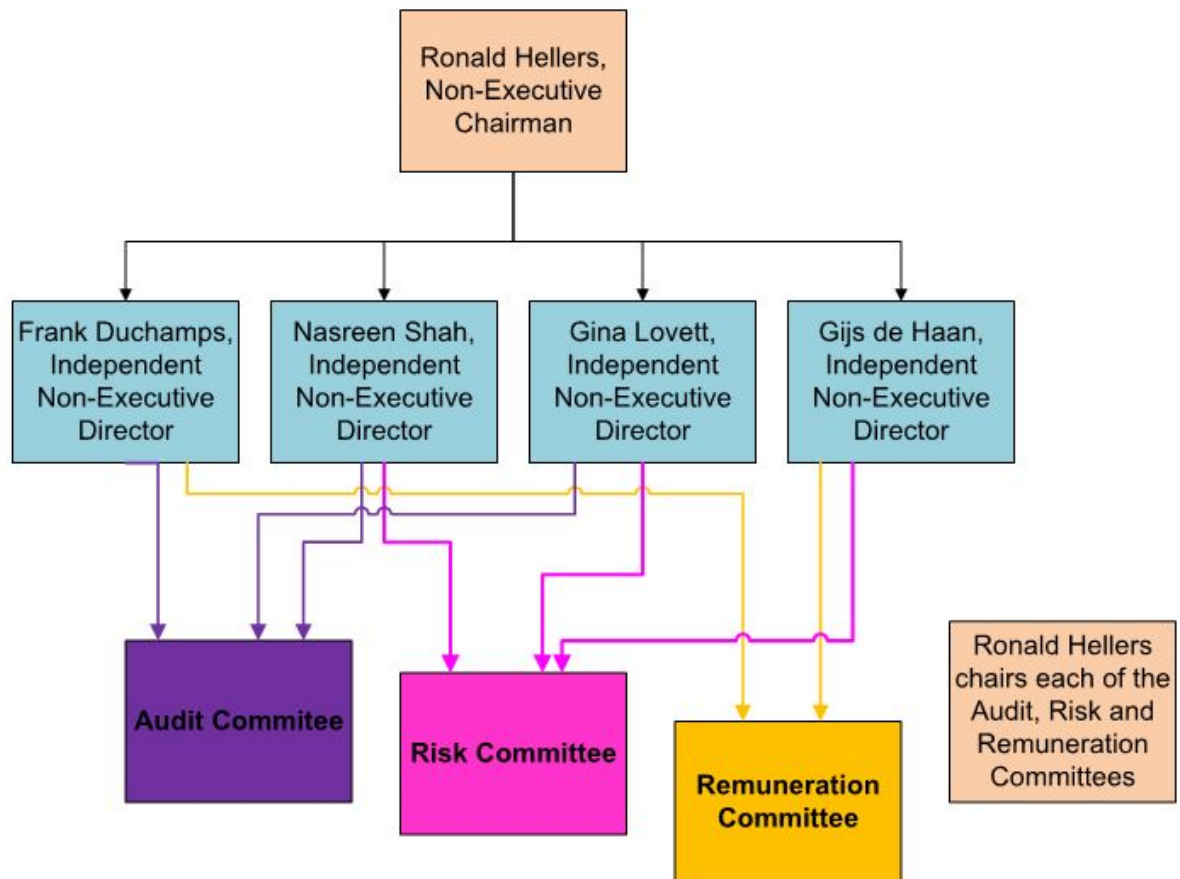 Ronald Hellers,
Non-Executive
Chairman
Frank Duchamps,
Independent
Non-Executive
Director
Nasreen Shah,
Independent
Non-Executive
Director
Gina Lovett,
Independent
Non-Executive
Director
Gijs de Haan,
Independent
Non-Executive
Director
Audit Commitee
Risk Committee
Remuneration
Committee
Ronald Hellers
chairs each of the
Audit, Risk and
Remuneration
Committees